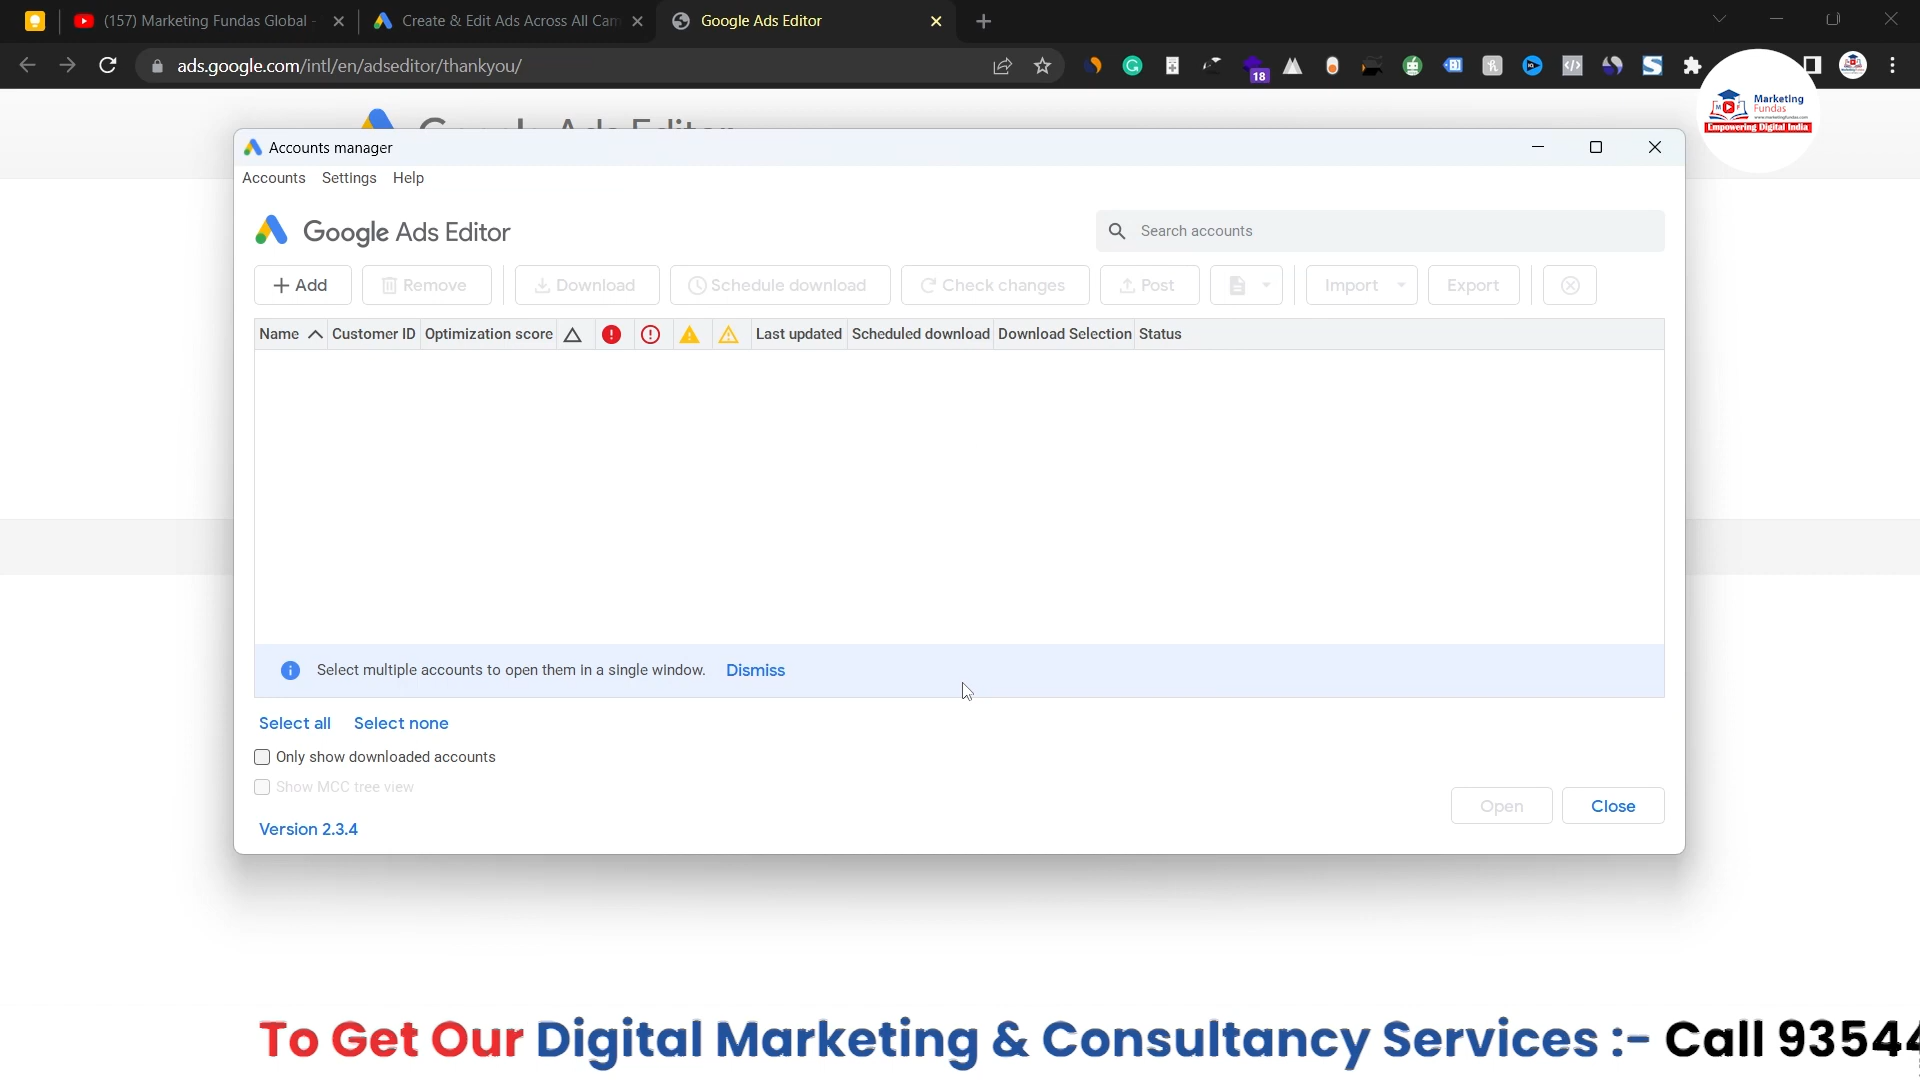 (157) Marketing Fundas Global -
Create & Edit Ads Across All Cam
Google Ads Editor
ads.google.com/intl/en/adseditor/thankyou/
18
Marketing
Fundas
www.marketingfundas.com
Empowering Digital India
Accounts manager
Accounts Settings Help
Google Ads Editor
Search accounts
Add Remove Download Schedule download Check changes Post Import Export
Name Customer ID Optimization score Last updated Scheduled download Download Selection Status
Select multiple accounts to open them in a single window. Dismiss
Select all Select none
Only show downloaded accounts
Show MCC tree view
Open Close
Version 2.3.4
To Get Our Digital Marketing & Consultancy Services :- Call 93544